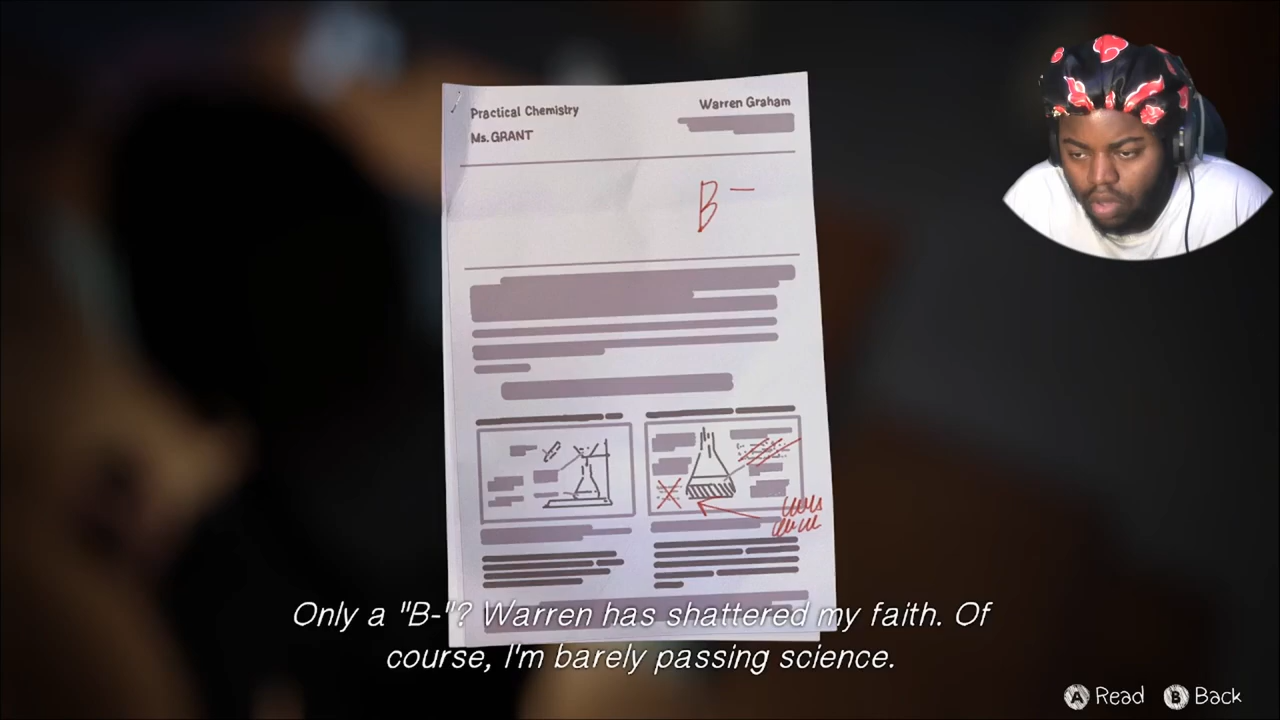 Practical Chemistry
Warren Graham
Ms. GRANT
B-
Only a "B-"? Warren has shattered my faith. Of
course, I'm barely passing science.
A Read B Back